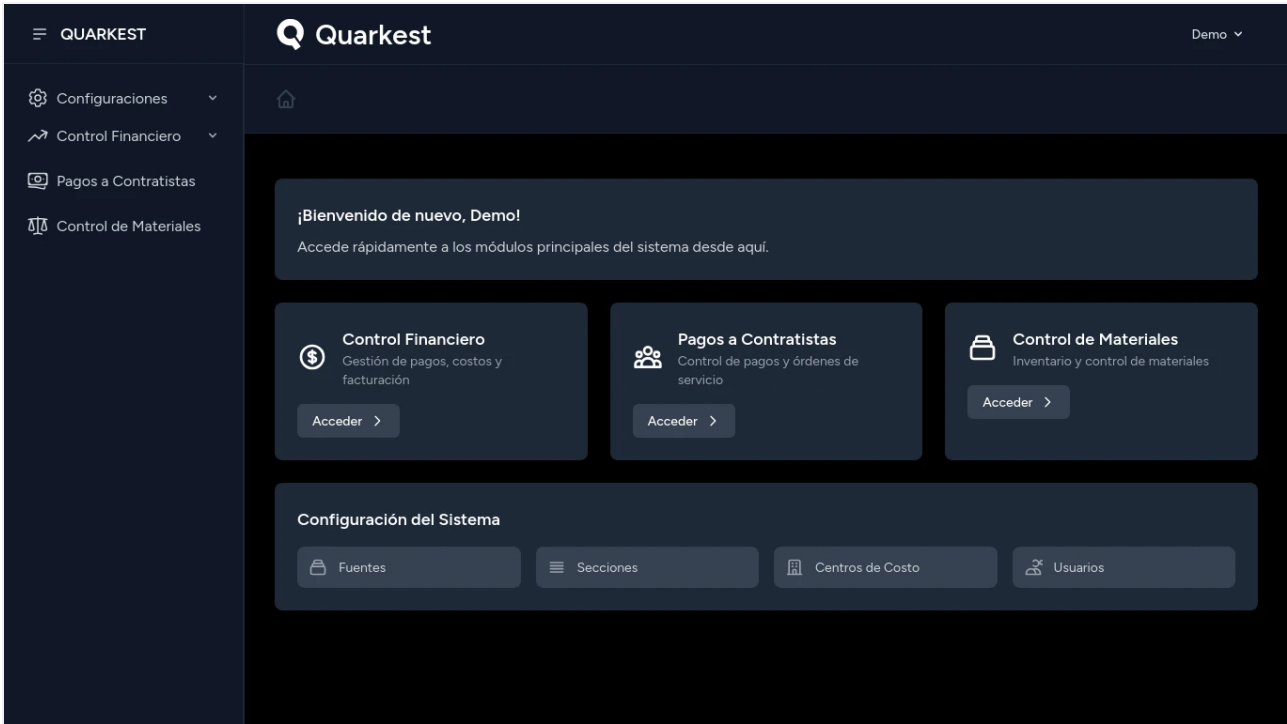 QUARKEST
Quarkest
Demo
Configuraciones
Control Financiero
Pagos a Contratistas
Control de Materiales
¡Bienvenido de nuevo, Demo!
Accede rápidamente a los módulos principales del sistema desde aquí.
Control Financiero
Gestión de pagos, costos y
facturación
Acceder
Pagos a Contratistas
Control de pagos y órdenes de
servicio
Acceder
Control de Materiales
Inventario y control de materiales
Acceder
Configuración del Sistema
Fuentes
Secciones
Centros de Costo
Usuarios